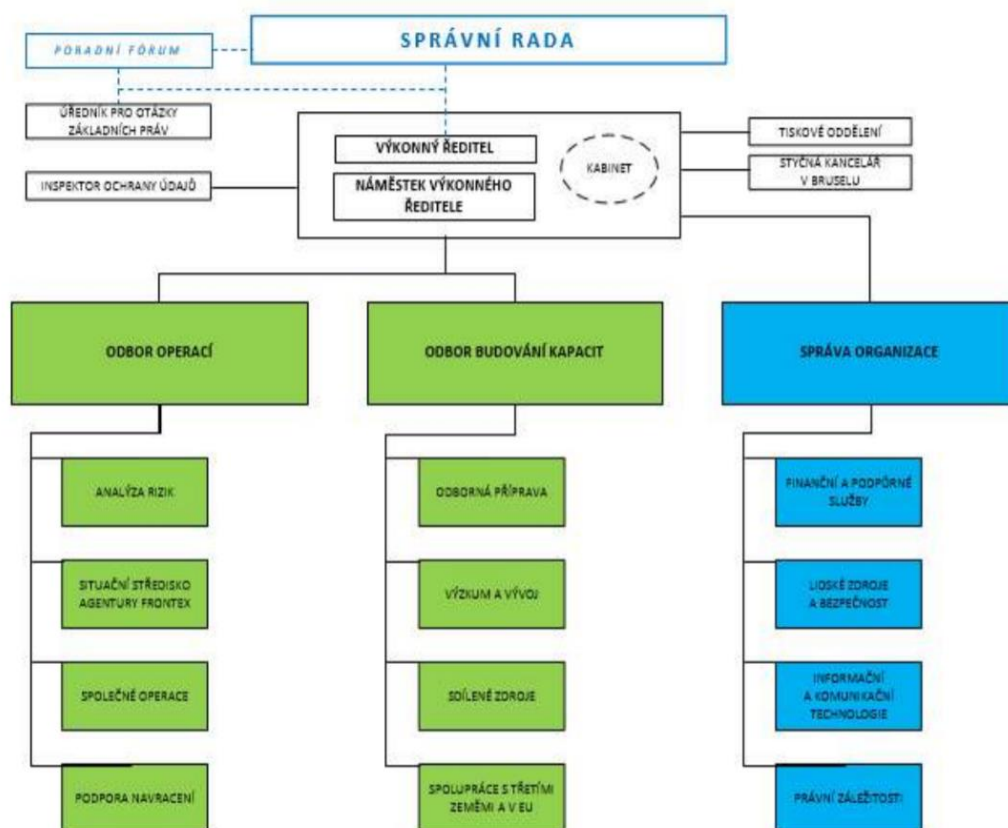 SPRÁVNÍ RADA
PORADNÍ FÓRUM
ÚŘEDNÍK PRO OTÁZKY
ZÁKLADNÍCH PRÁV
INSPEKTOR OCHRANY ÚDAJŮ
VÝKONNÝ ŘEDITEL
NÁMĚSTEK VÝKONNÉHO
ŘEDITELE
KABINET
TISKOVÉ ODDĚLENÍ
STYČNÁ KANCELÁŘ
V BRUSELU
ODBOR OPERACÍ
ODBOR BUDOVÁNÍ KAPACIT
SPRÁVA ORGANIZACE
ANALÝZA RIZIK
SITUAČNÍ STŘEDISKO
AGENTURY FRONTEX
SPOLEČNÉ OPERACE
PODPORA NAVRACENÍ
ODBORNÁ PŘÍPRAVA
VÝZKUM A VÝVOJ
SDÍLENÉ ZDROJE
SPOLUPRÁCE S TŘETÍMI
ZEMĚMI A V EU
FINANČNÍ A PODPŮRNÉ
SLUŽBY
LIDSKÉ ZDROJE
A BEZPEČNOST
INFORMAČNÍ
A KOMUNIKAČNÍ
TECHNOLOGIE
PRÁVNÍ ZÁLEŽITOSTI